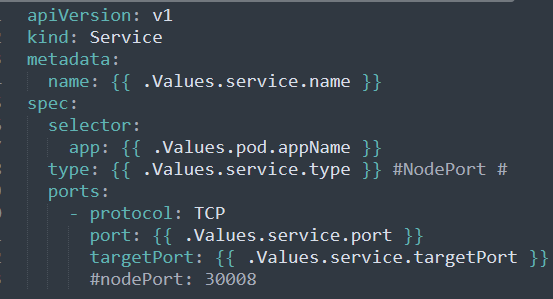 apiVersion: v1
kind: Service
metadata:
  name: {{ .Values.service.name }}
spec:
  selector:
    app: {{ .Values.pod.appName }}
  type: {{ .Values.service.type }} #NodePort #
  ports:
    - protocol: TCP
      port: {{ .Values.service.port }}
      targetPort: {{ .Values.service.targetPort }}
      #nodePort: 30008